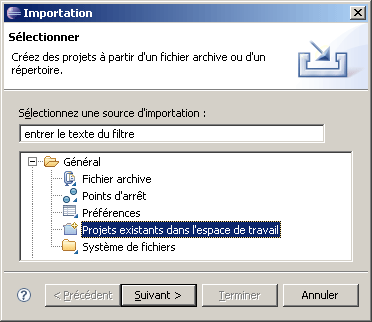 Importation
Sélectionner
Créez des projets à partir d'un fichier archive ou d'un
répertoire.
Sélectionnez une source d'importation :
entrer le texte du filtre
Général
Fichier archive
Points d'arrêt
Préférences
Projets existants dans l'espace de travail
Système de fichiers
< Précédent
Suivant >
Terminer
Annuler